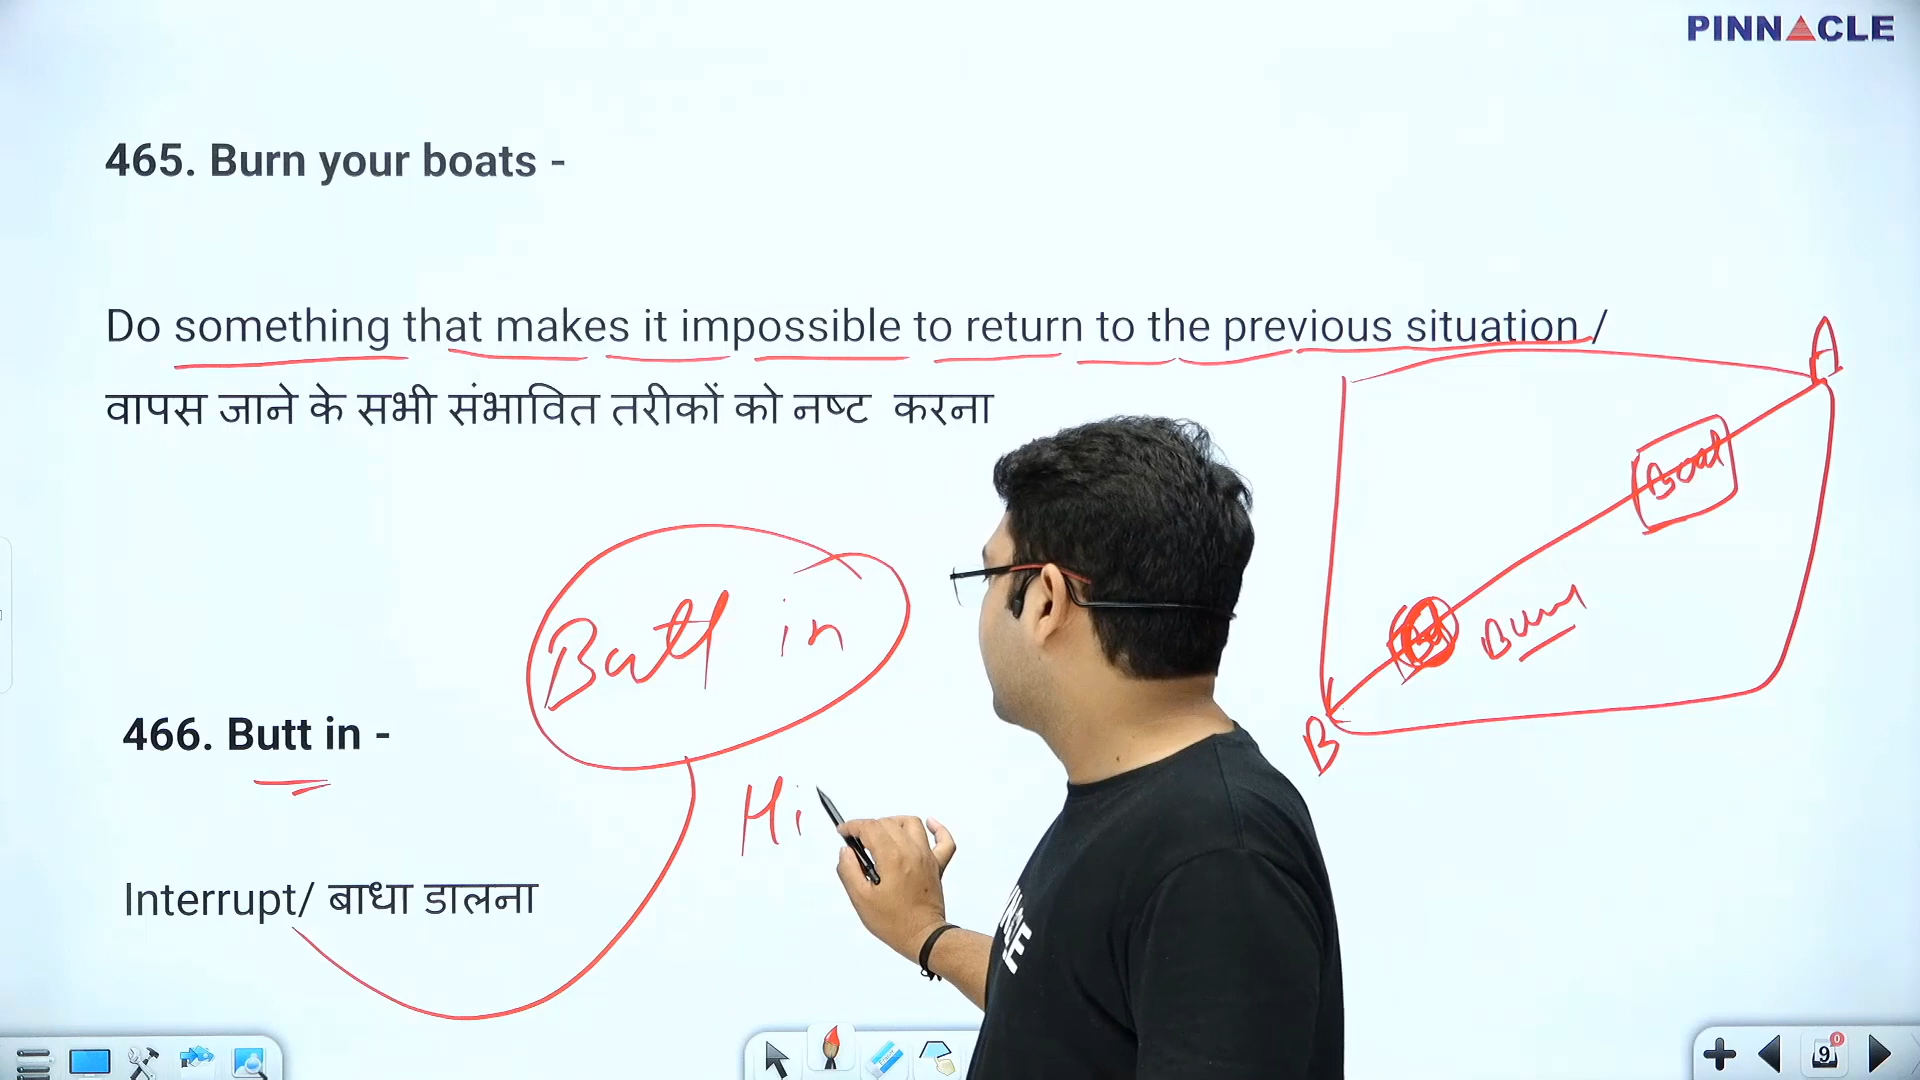 PINNACLE
465. Burn your boats -
Do something that makes it impossible to return to the previous situation /
वापस जाने के सभी संभावित तरीकों को नष्ट करना
A
Boat
Burn
B
Butt in
466. Butt in -
Hi
Interrupt/ बाधा डालना
9
0